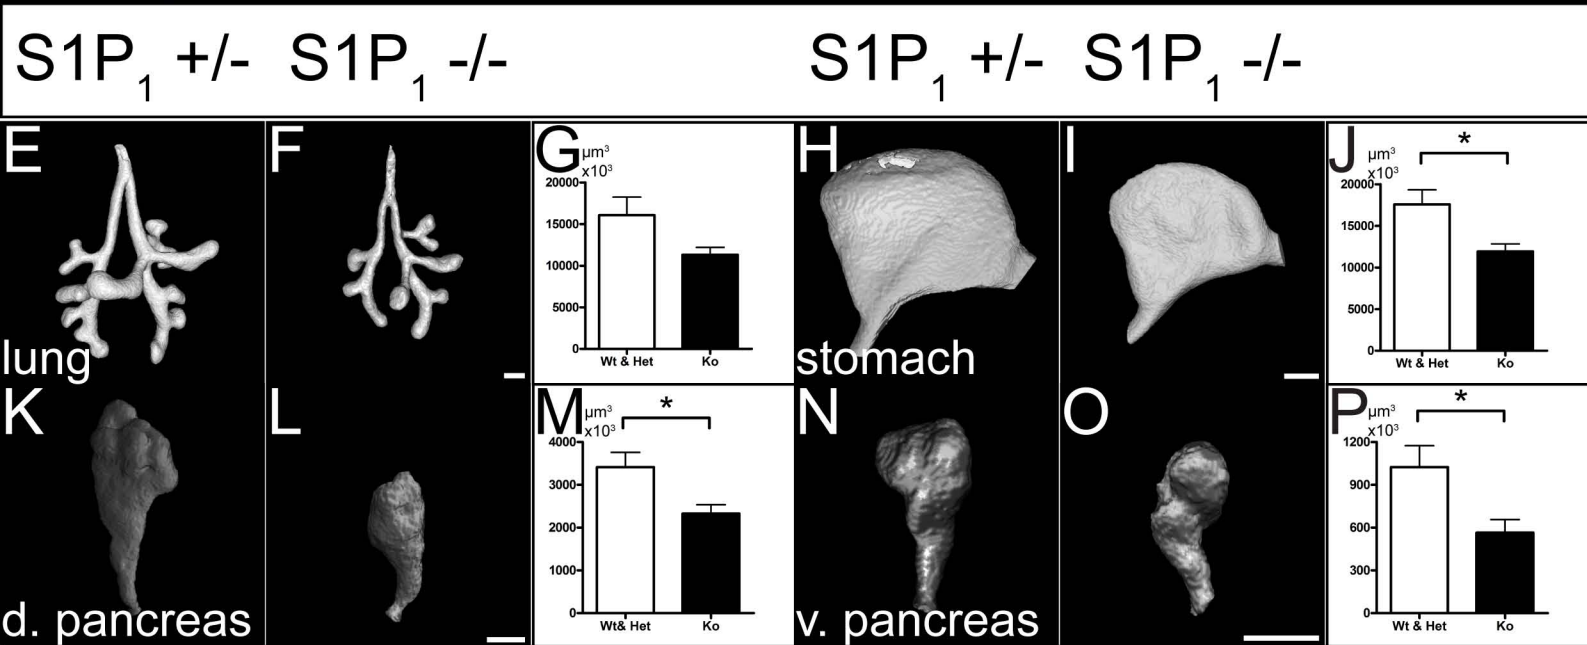 S1P1 +/- S1P1 -/- S1P1 +/- S1P1 -/-
E
lung
F
G
µm³
x10³
20000
15000
10000
5000
0
Wt & Het Ko
H
stomach
I
J
*
µm³
x10³
20000
15000
10000
5000
0
Wt & Het Ko
K
d. pancreas
L
M
*
µm³
x10³
4000
3000
2000
1000
0
Wt& Het Ko
N
v. pancreas
O
P
*
µm³
x10³
1200
900
600
300
0
Wt & Het Ko